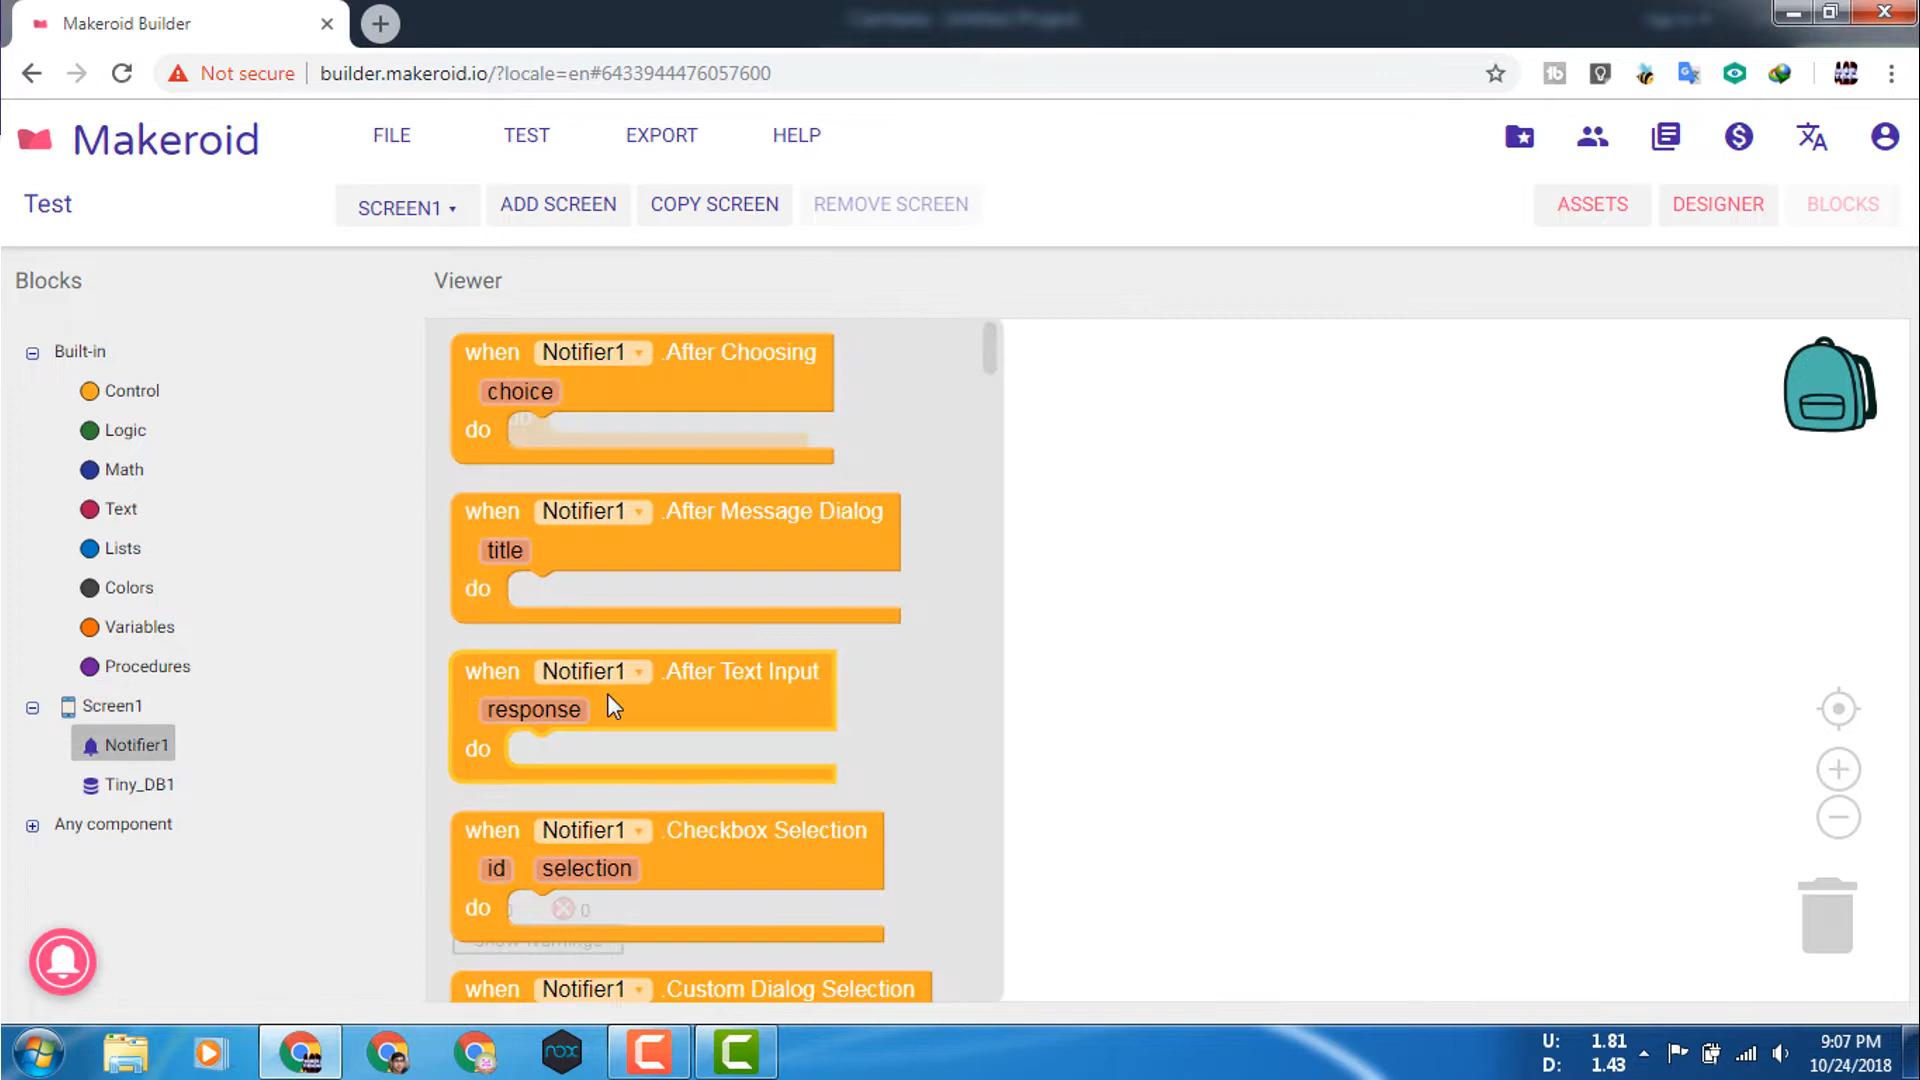 Makeroid Builder
Not secure
builder.makeroid.io/?locale=en#6433944476057600
Makeroid
FILE
TEST
EXPORT
HELP
Test
SCREEN1
ADD SCREEN
COPY SCREEN
REMOVE SCREEN
ASSETS
DESIGNER
BLOCKS
Blocks
Viewer
Built-in
Control
Logic
Math
Text
Lists
Colors
Variables
Procedures
Screen1
Notifier1
Tiny_DB1
Any component
when Notifier1 .After Choosing
choice
do
when Notifier1 .After Message Dialog
title
do
when Notifier1 .After Text Input
response
do
when Notifier1 .Checkbox Selection
id selection
do
0
Show Warnings
when Notifier1 .Custom Dialog Selection
nox
U: 1.81
D: 1.43
9:07 PM
10/24/2018